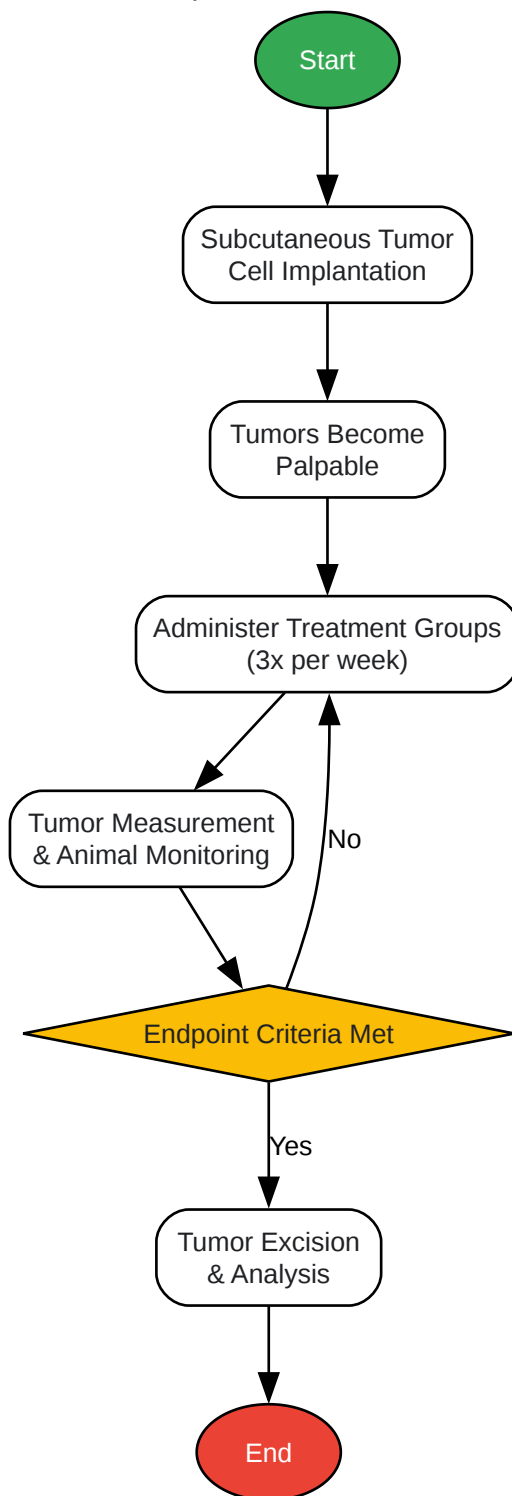 Start
Subcutaneous Tumor
Cell Implantation
Tumors Become
Palpable
Administer Treatment Groups
(3x per week)
Tumor Measurement
& Animal Monitoring
No
Endpoint Criteria Met
Yes
Tumor Excision
& Analysis
End